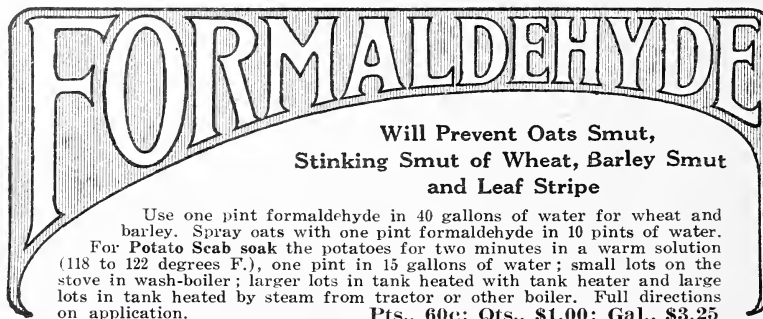 FORMALDEHYDE
Will Prevent Oats Smut,
Stinking Smut of Wheat, Barley Smut
and Leaf Stripe
Use one pint formaldehyde in 40 gallons of water for wheat and
barley. Spray oats with one pint formaldehyde in 10 pints of water.
For Potato Scab soak the potatoes for two minutes in a warm solution
(118 to 122 degrees F.), one pint in 15 gallons of water; small lots on the
stove in wash-boiler; larger lots in tank heated with tank heater and large
lots in tank heated by steam from tractor or other boiler. Full directions
on application. Pts., 60c; Qts., $1.00; Gal., $3.25